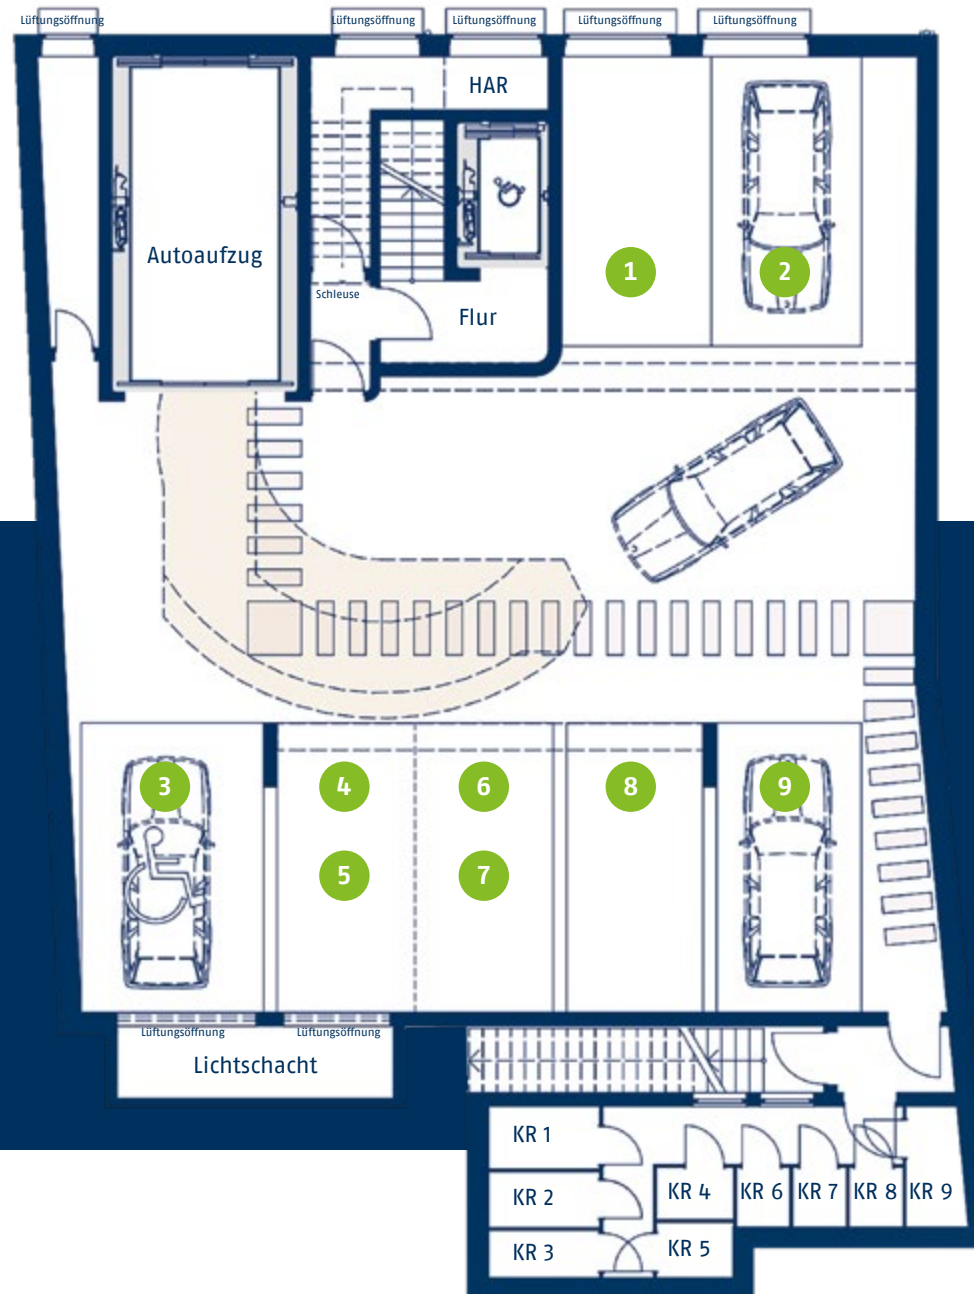 Lüftungsöffnung Lüftungsöffnung Lüftungsöffnung Lüftungsöffnung Lüftungsöffnung
HAR
Autoaufzug
1 2
Schleuse
Flur
3 4 6 8 9
5 7
Lüftungsöffnung Lüftungsöffnung
Lichtschacht
KR 1
KR 2 KR 4 KR 6 KR 7 KR 8 KR 9
KR 3 KR 5